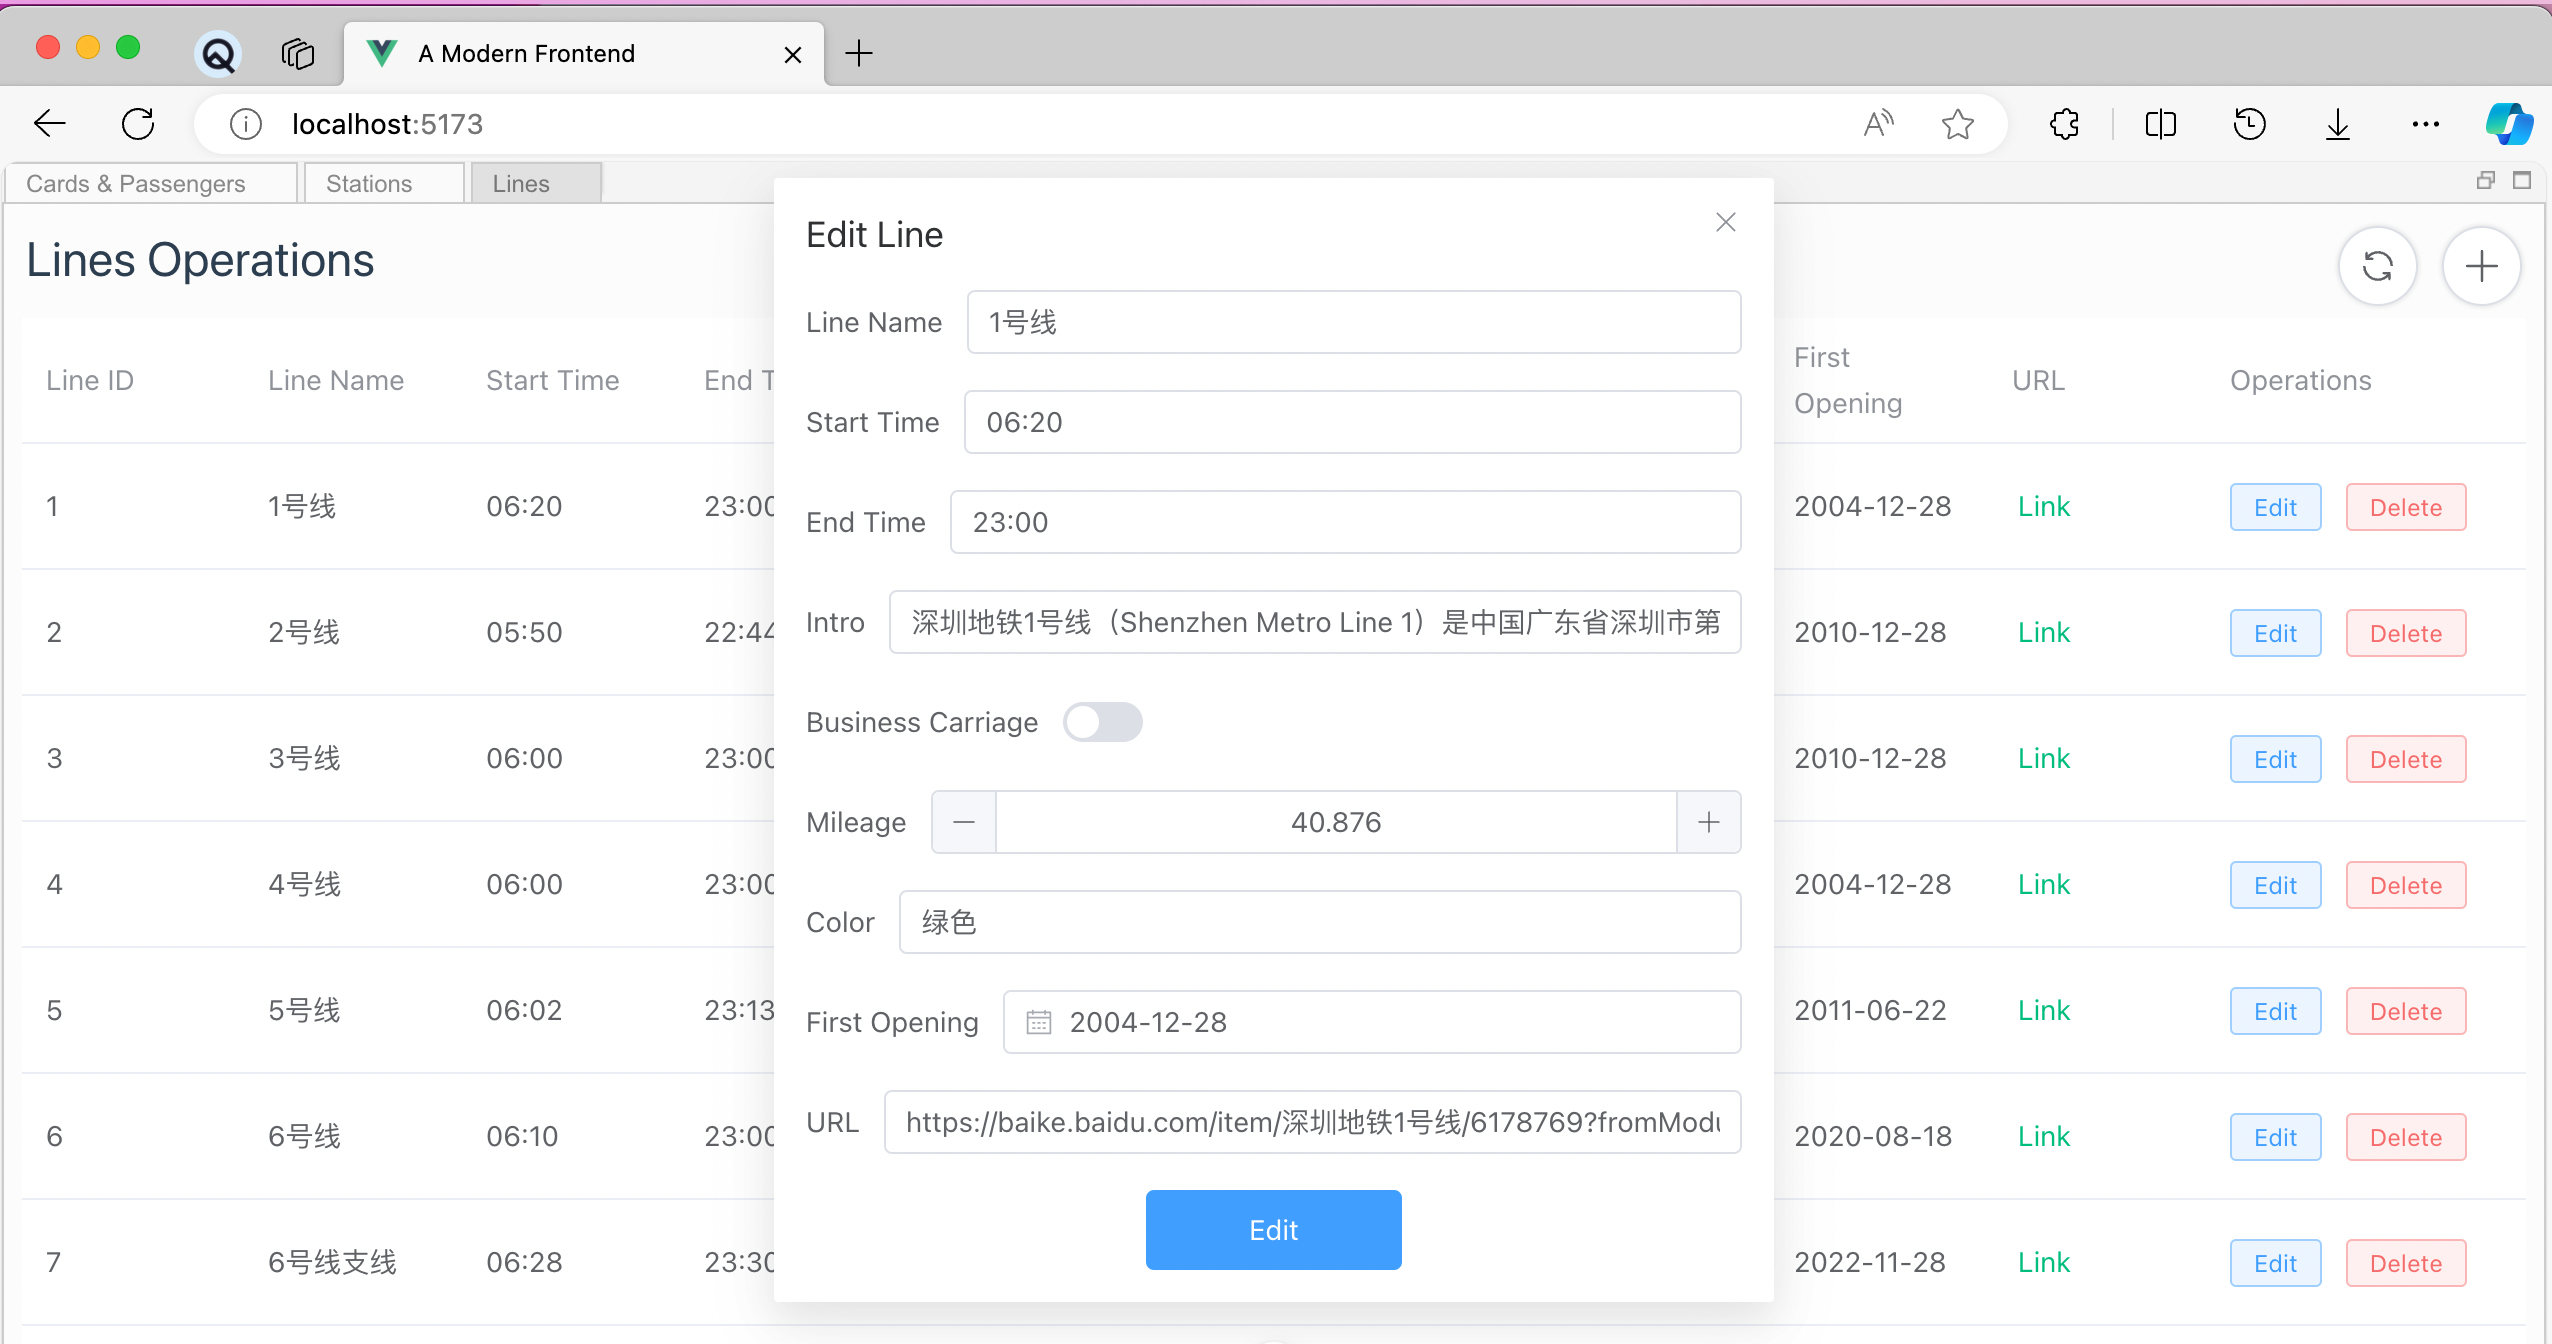 A Modern Frontend
localhost:5173
Cards & Passengers
Stations
Lines
Lines Operations
Line ID
Line Name
Start Time
End T
First
Opening
URL
Operations
1
1号线
06:20
23:00
2004-12-28
Link
Edit
Delete
2
2号线
05:50
22:44
2010-12-28
Link
Edit
Delete
3
3号线
06:00
23:00
2010-12-28
Link
Edit
Delete
4
4号线
06:00
23:00
2004-12-28
Link
Edit
Delete
5
5号线
06:02
23:13
2011-06-22
Link
Edit
Delete
6
6号线
06:10
23:00
2020-08-18
Link
Edit
Delete
7
6号线支线
06:28
23:30
2022-11-28
Link
Edit
Delete
Edit Line
Line Name
1号线
Start Time
06:20
End Time
23:00
Intro
深圳地铁1号线（Shenzhen Metro Line 1）是中国广东省深圳市第
Business Carriage
Mileage
40.876
Color
绿色
First Opening
2004-12-28
URL
https://baike.baidu.com/item/深圳地铁1号线/6178769?fromModu
Edit